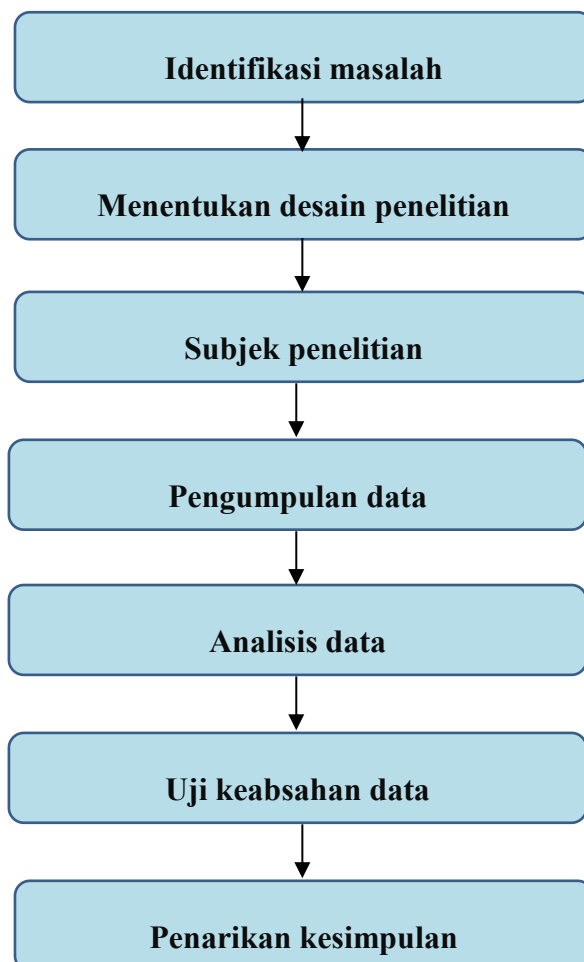 Identifikasi masalah
Menentukan desain penelitian
Subjek penelitian
Pengumpulan data
Analisis data
Uji keabsahan data
Penarikan kesimpulan